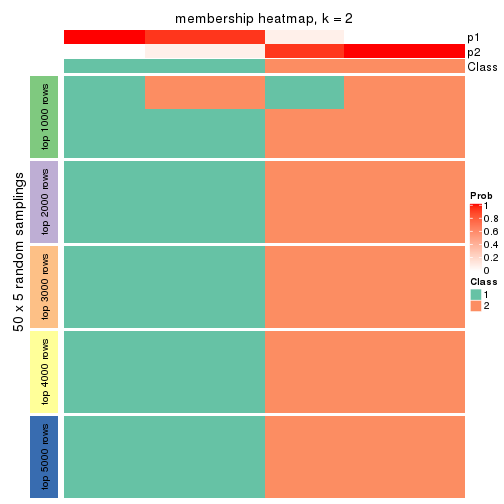 membership heatmap, k = 2
p1
p2
Class
50 x 5 random samplings
top 1000 rows
top 2000 rows
top 3000 rows
top 4000 rows
top 5000 rows
Prob
1
0.8
0.6
0.4
0.2
0
Class
1
2